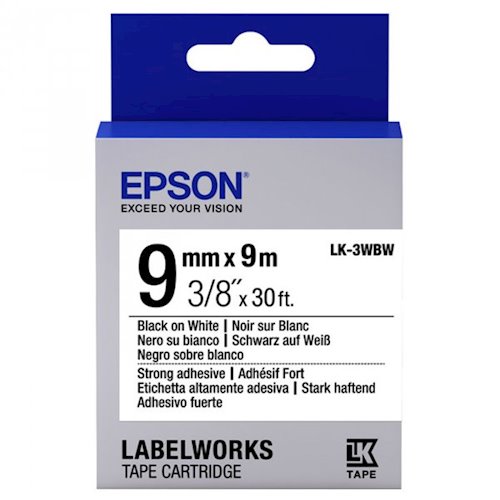 EPSON®
EXCEED YOUR VISION
9 mm x 9 m
LK-3WBW
3/8" x 30 ft.
Black on White | Noir sur Blanc
Nero su bianco | Schwarz auf Weiß
Negro sobre blanco
Strong adhesive | Adhésif Fort
Etichetta altamente adesiva | Stark haftend
Adhesivo fuerte
LABELWORKS
TAPE CARTRIDGE
LK
TAPE